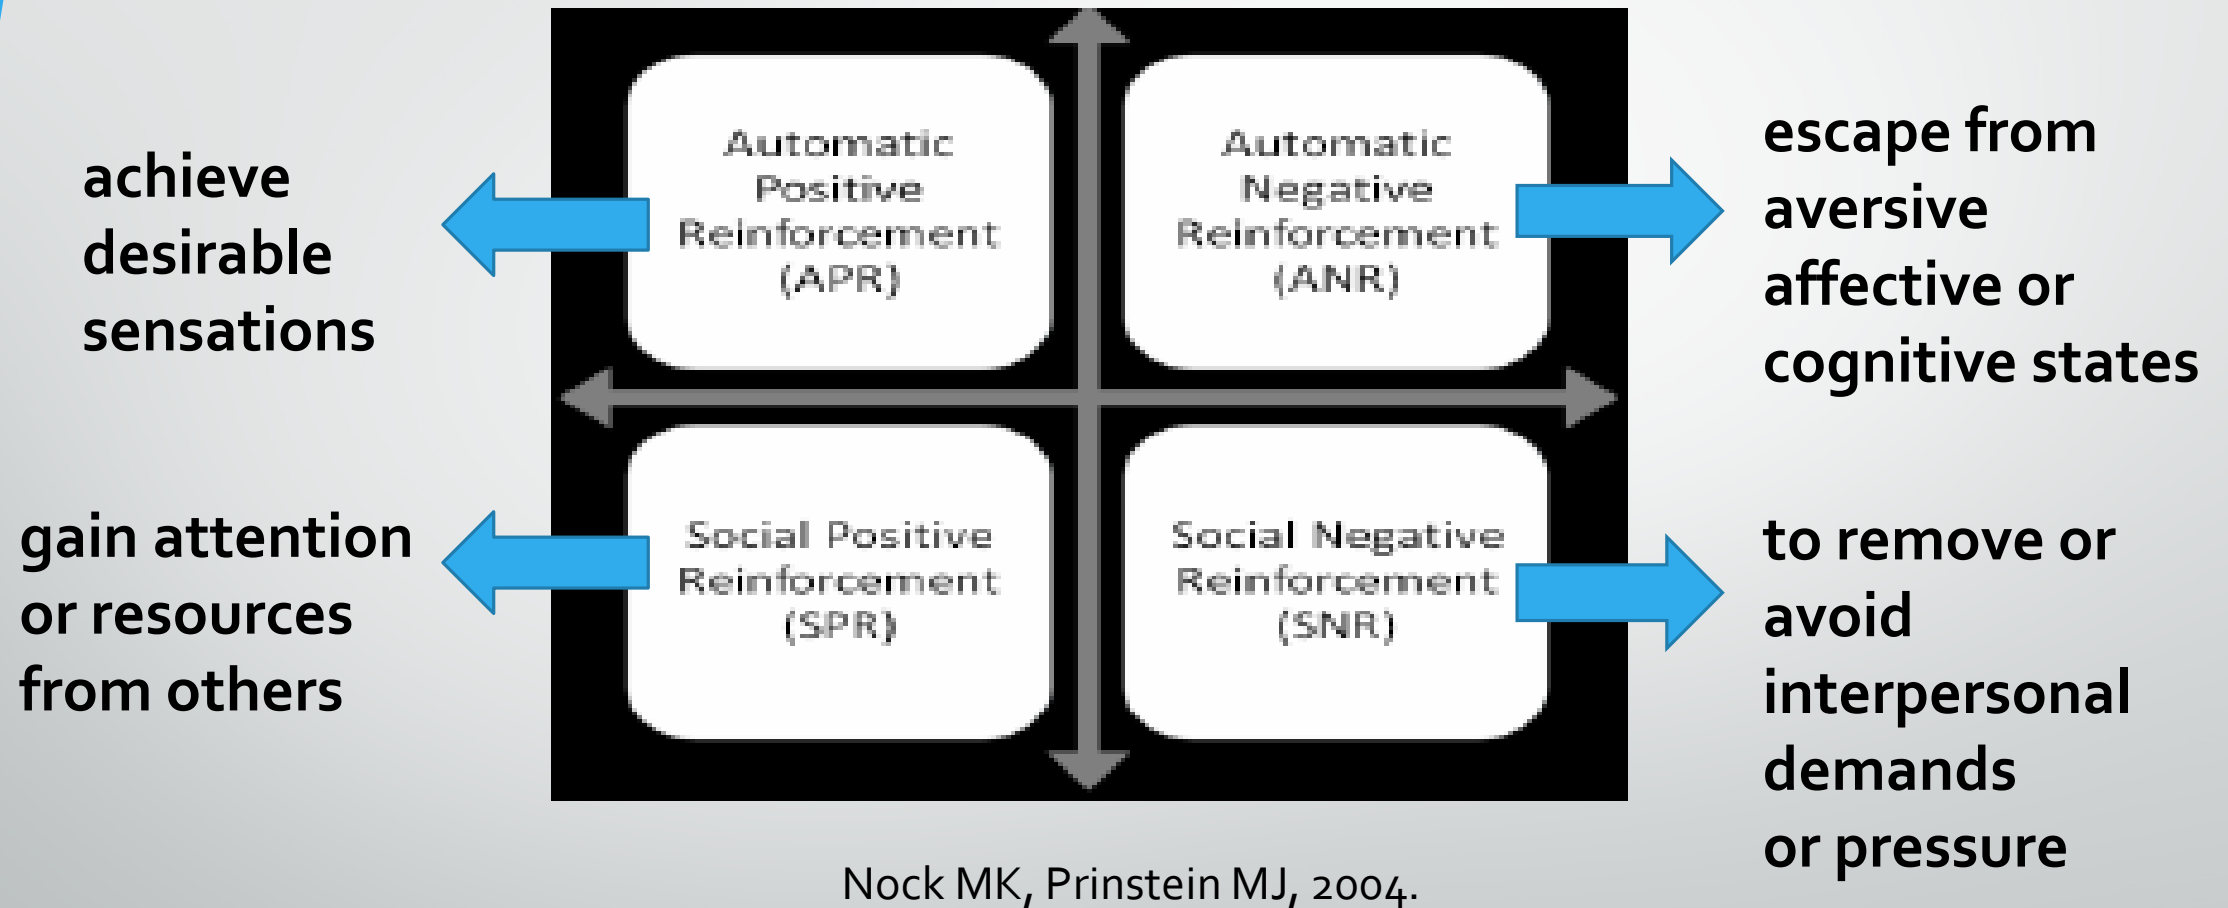 achieve
desirable
sensations
Automatic
Positive
Reinforcement
(APR)
Automatic
Negative
Reinforcement
(ANR)
escape from
aversive
affective or
cognitive states
gain attention
or resources
from others
Social Positive
Reinforcement
(SPR)
Social Negative
Reinforcement
(SNR)
to remove or
avoid
interpersonal
demands
or pressure
Nock MK, Prinstein MJ, 2004.